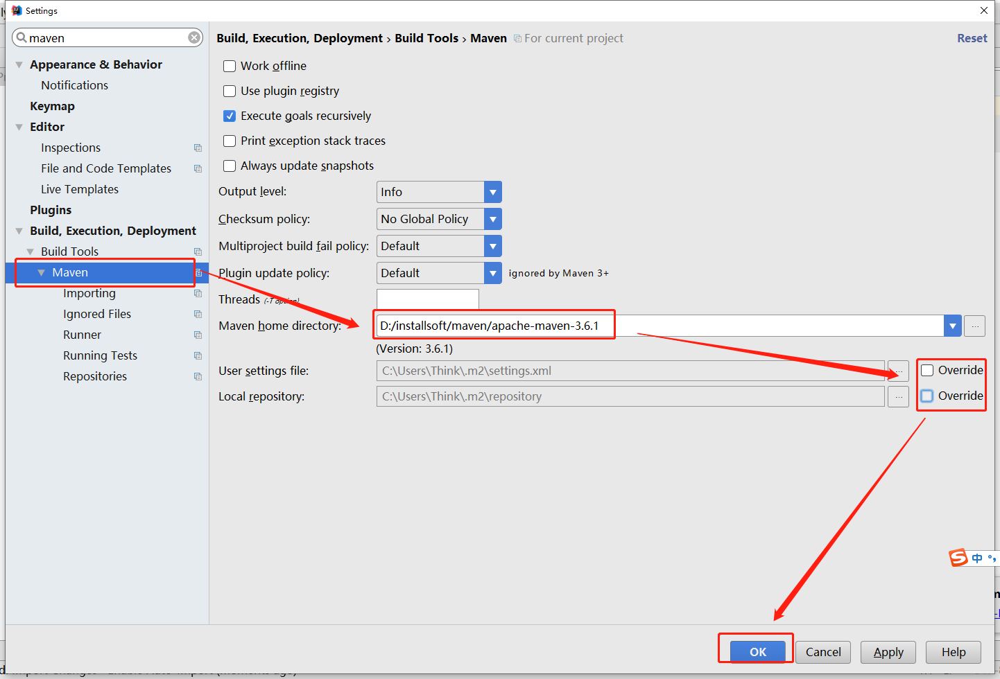 Settings
maven
Build, Execution, Deployment › Build Tools › Maven For current project Reset
Appearance & Behavior
Notifications
Keymap
Editor
Inspections
File and Code Templates
Live Templates
Plugins
Build, Execution, Deployment
Build Tools
Maven
Importing
Ignored Files
Runner
Running Tests
Repositories
Work offline
Use plugin registry
Execute goals recursively
Print exception stack traces
Always update snapshots
Output level: Info
Checksum policy: No Global Policy
Multiproject build fail policy: Default
Plugin update policy: Default ignored by Maven 3+
Threads (-T option)
Maven home directory: D:/installsoft/maven/apache-maven-3.6.1 ...
(Version: 3.6.1)
User settings file: C:\Users\Think\.m2\settings.xml ... Override
Local repository: C:\Users\Think\.m2\repository ... Override
S 中 °,
OK Cancel Apply Help